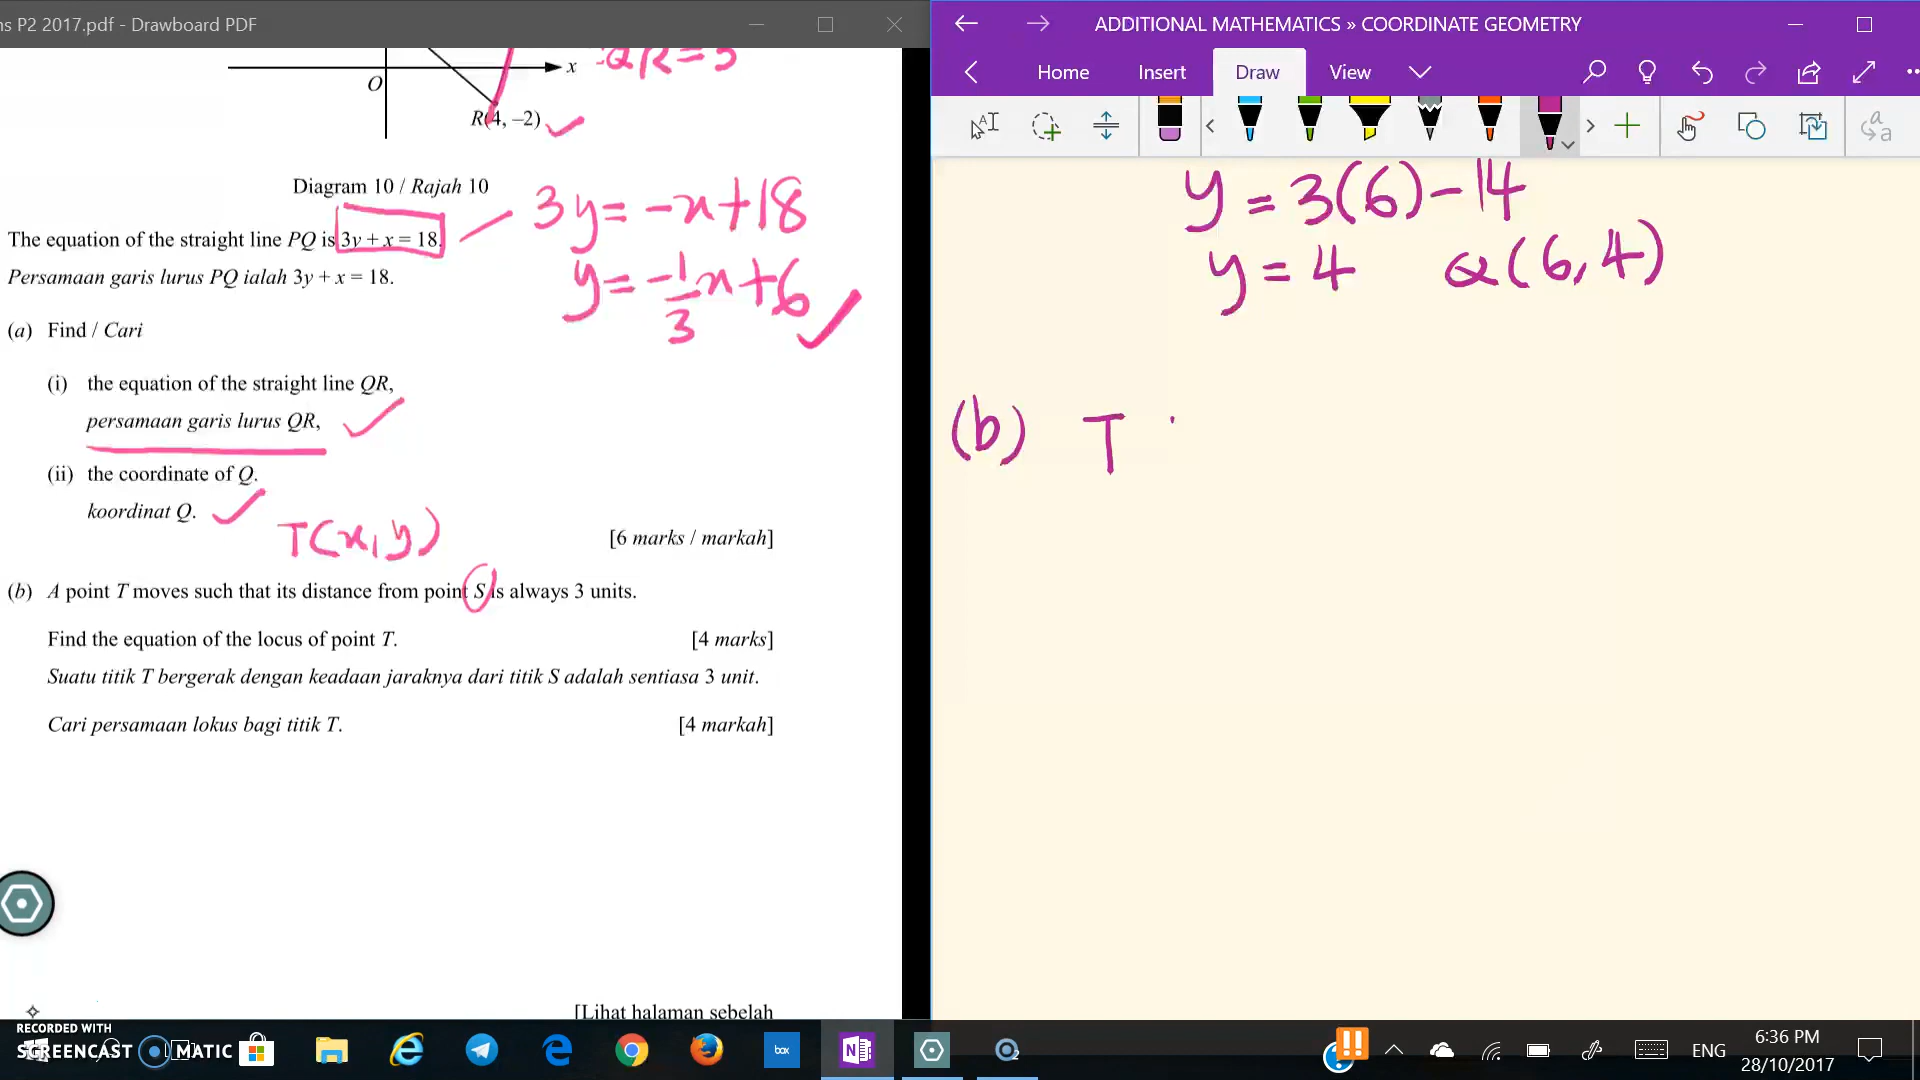 ns P2 2017.pdf - Drawboard PDF
x
O
R(4, –2)
Diagram 10 / Rajah 10
3y = -x + 18
The equation of the straight line PQ is 3y + x = 18.
Persamaan garis lurus PQ ialah 3y + x = 18.
y = -1/3 x + 6
(a) Find / Cari
(i) the equation of the straight line QR,
persamaan garis lurus QR,
(ii) the coordinate of Q.
koordinat Q.
T(x, y)
[6 marks / markah]
(b) A point T moves such that its distance from point S is always 3 units.
Find the equation of the locus of point T. [4 marks]
Suatu titik T bergerak dengan keadaan jaraknya dari titik S adalah sentiasa 3 unit.
Cari persamaan lokus bagi titik T. [4 markah]
[Lihat halaman sebelah
ADDITIONAL MATHEMATICS » COORDINATE GEOMETRY
Home Insert Draw View
y = 3(6) - 14
y = 4 Q(6, 4)
(b) T
RECORDED WITH
SCREENCAST MATIC
box
ENG
6:36 PM
28/10/2017